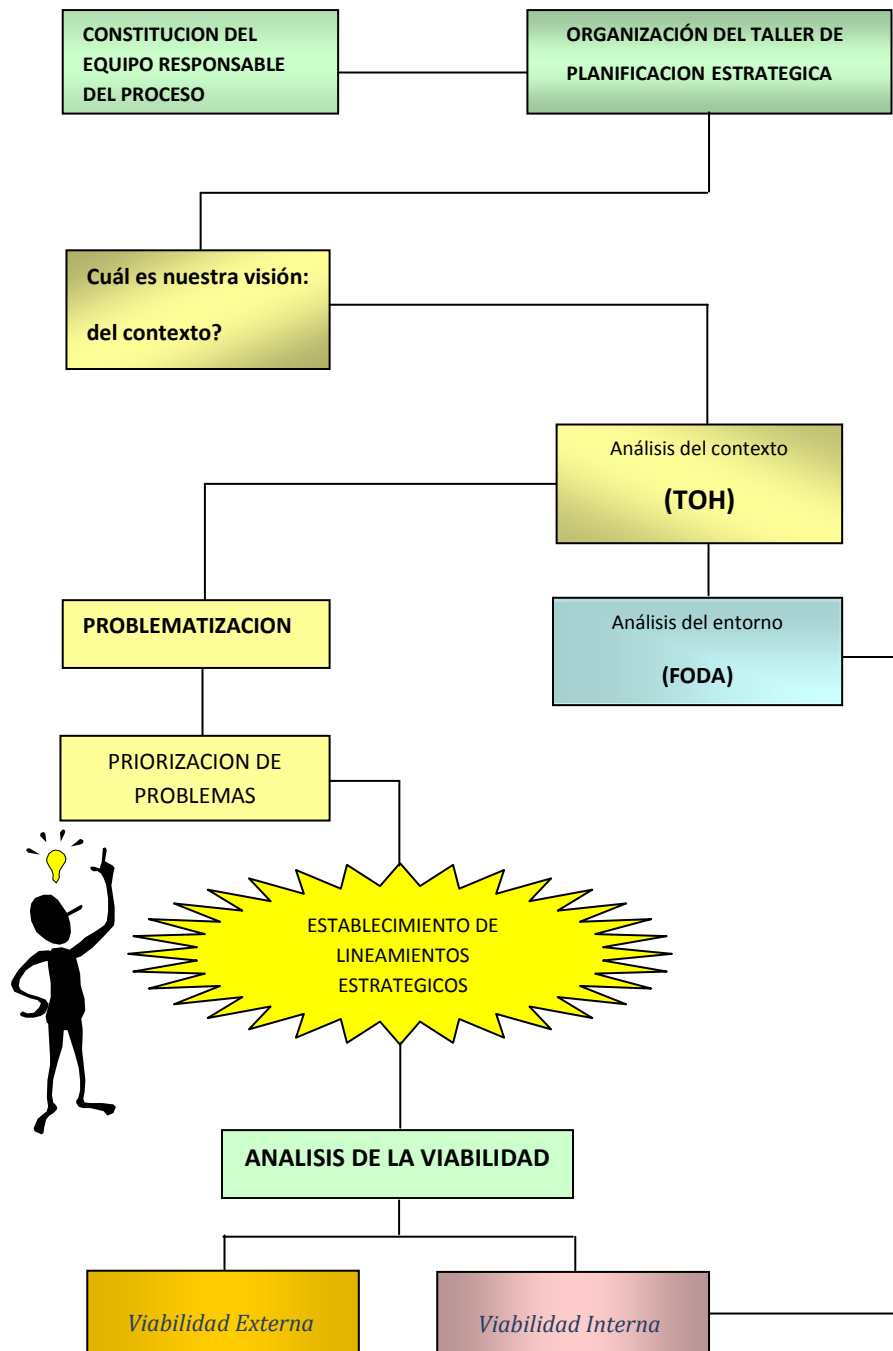 CONSTITUCION DEL
EQUIPO RESPONSABLE
DEL PROCESO
ORGANIZACIÓN DEL TALLER DE
PLANIFICACION ESTRATEGICA
Cuál es nuestra visión:
del contexto?
Análisis del contexto
(TOH)
PROBLEMATIZACION
Análisis del entorno
(FODA)
PRIORIZACION DE
PROBLEMAS
ESTABLECIMIENTO DE
LINEAMIENTOS
ESTRATEGICOS
ANALISIS DE LA VIABILIDAD
Viabilidad Externa
Viabilidad Interna